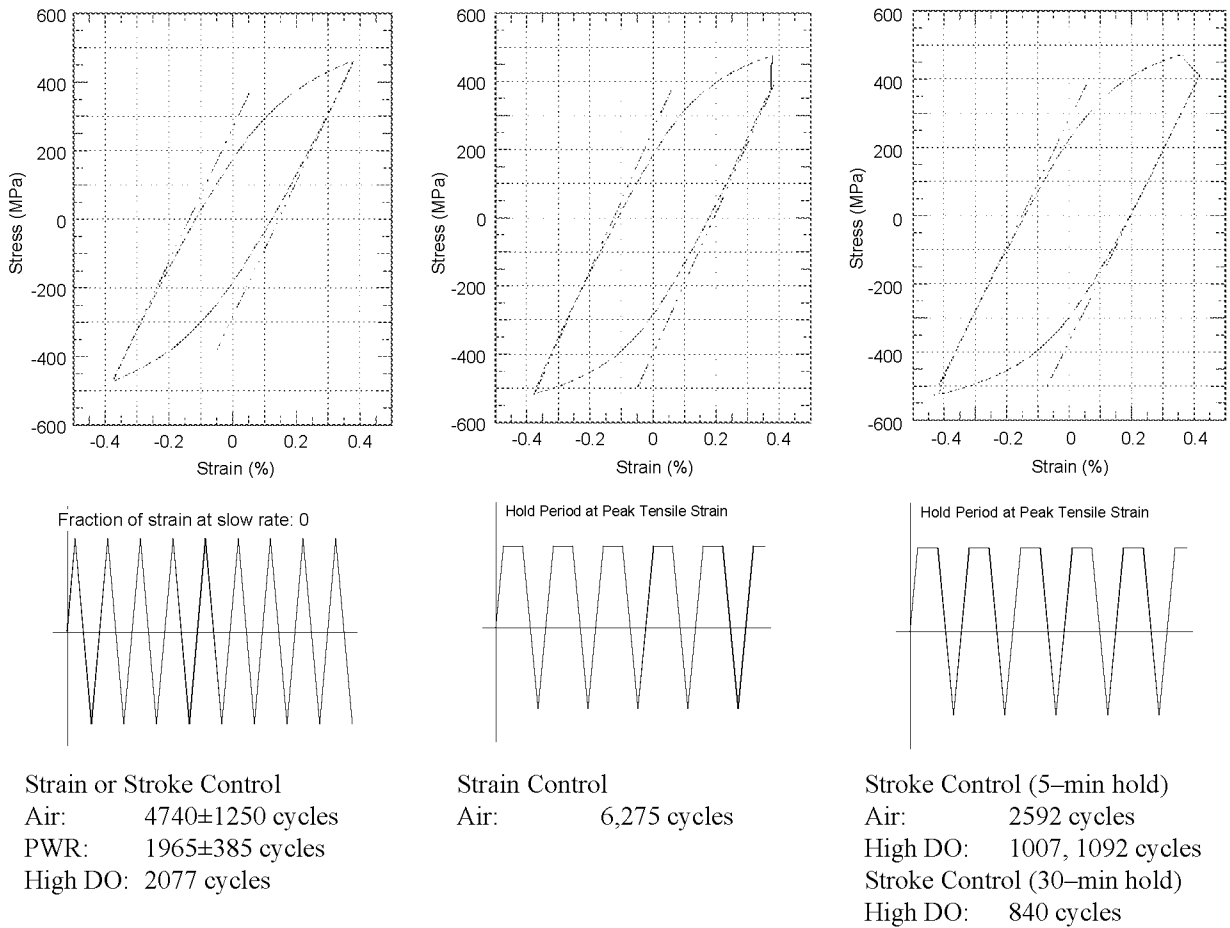 600
400
200
0
-200
-400
-600
Stress (MPa)
-0.4 -0.2 0 0.2 0.4
Strain (%)
600
400
200
0
-200
-400
-600
Stress (MPa)
-0.4 -0.2 0 0.2 0.4
Strain (%)
600
400
200
0
-200
-400
-600
Stress (MPa)
-0.4 -0.2 0 0.2 0.4
Strain (%)
Fraction of strain at slow rate: 0
Hold Period at Peak Tensile Strain
Hold Period at Peak Tensile Strain
Strain or Stroke Control
Air: 4740±1250 cycles
PWR: 1965±385 cycles
High DO: 2077 cycles
Strain Control
Air: 6,275 cycles
Stroke Control (5–min hold)
Air: 2592 cycles
High DO: 1007, 1092 cycles
Stroke Control (30–min hold)
High DO: 840 cycles